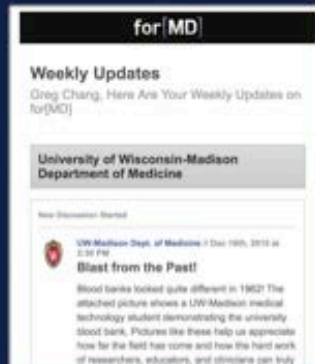 for[MD]
Weekly Updates
Greg Chang, Here Are Your Weekly Updates on
for[MD]
University of Wisconsin-Madison
Department of Medicine
New Discussion Started
UW-Madison Dept. of Medicine // Dec 16th, 2015 at
2:30 PM
Blast from the Past!
Blood banks looked quite different in 1962! The
attached picture shows a UW-Madison medical
technology student demonstrating the university
blood bank. Pictures like these help us appreciate
how far the field has come and how the hard work
of researchers, educators, and clinicians can truly